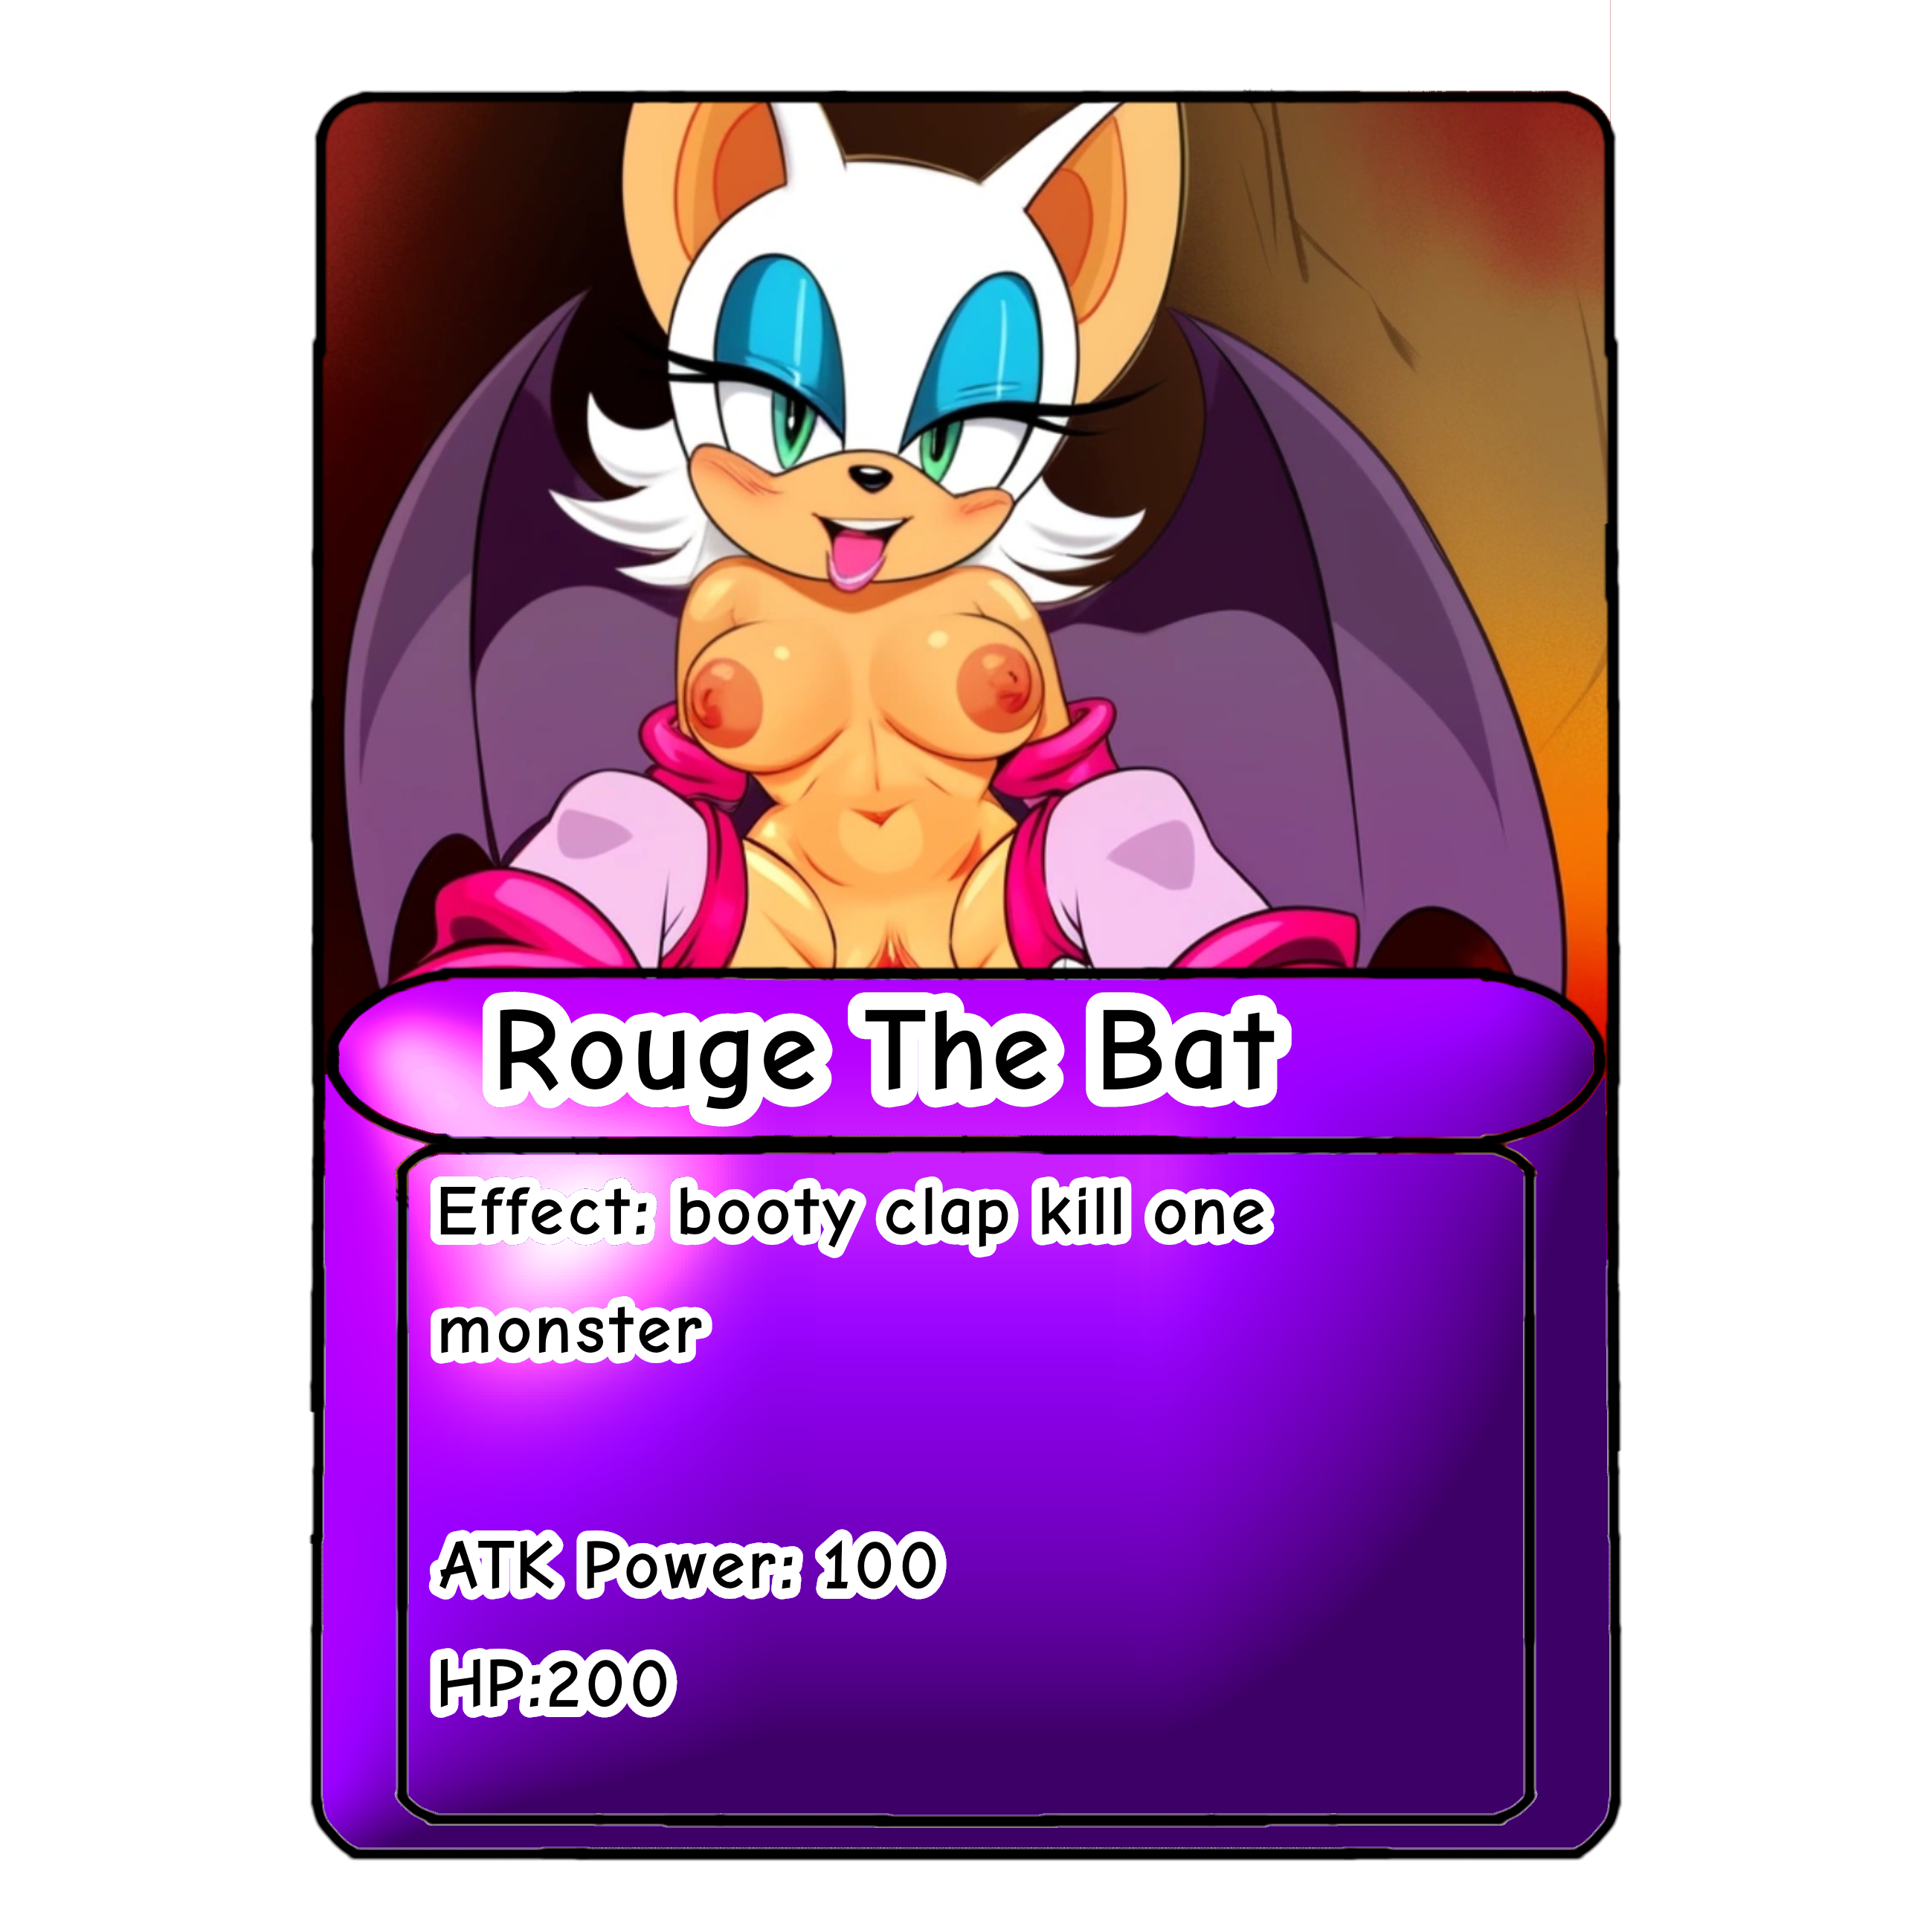 Rouge The Bat
Effect: booty clap kill one
monster
ATK Power: 100
HP:200